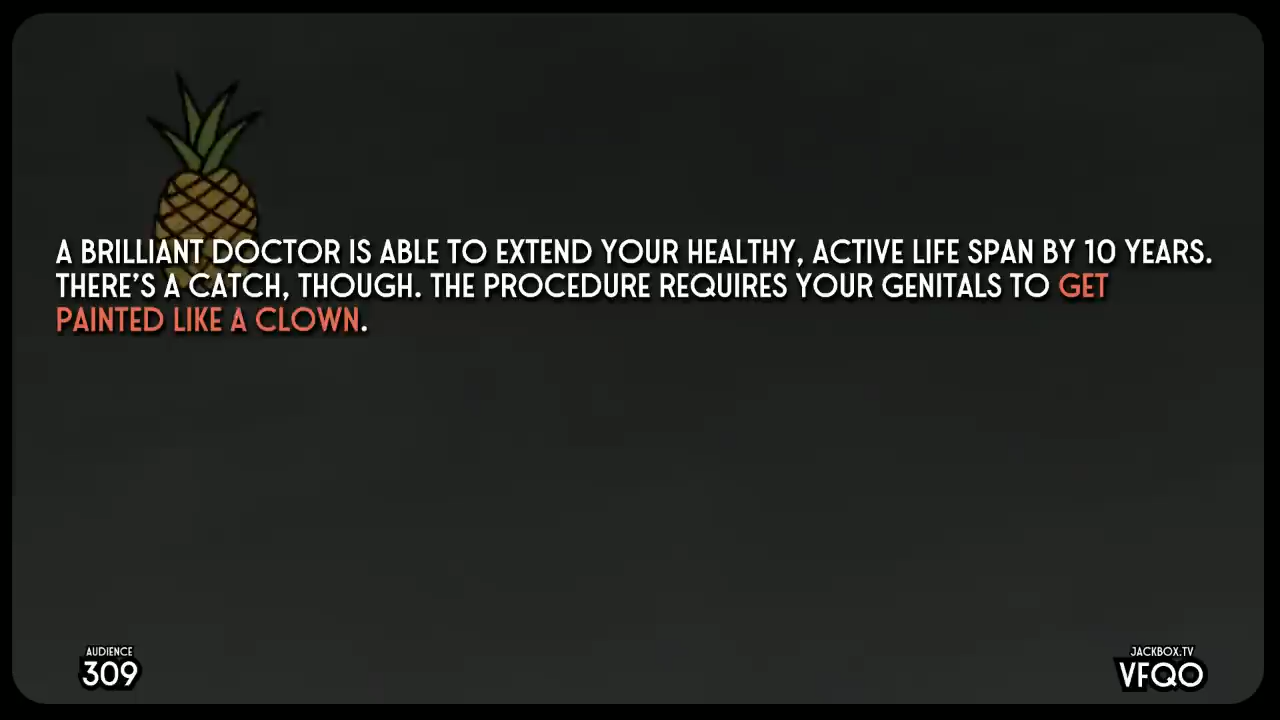 A BRILLIANT DOCTOR IS ABLE TO EXTEND YOUR HEALTHY, ACTIVE LIFE SPAN BY 10 YEARS.
THERE'S A CATCH, THOUGH. THE PROCEDURE REQUIRES YOUR GENITALS TO GET
PAINTED LIKE A CLOWN.
AUDIENCE
309
JACKBOX.TV
VFQO